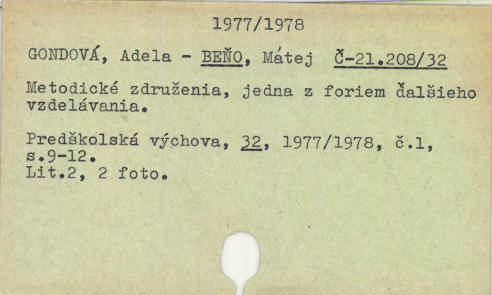 1977/1978
GONDOVÁ, Adela - BEŇO, Mátej Č-21.208/32
Metodické združenia, jedna z foriem ďalšieho
vzdelávania.
Predškolská výchova, 32, 1977/1978, č.1,
s.9-12.
Lit.2, 2 foto.